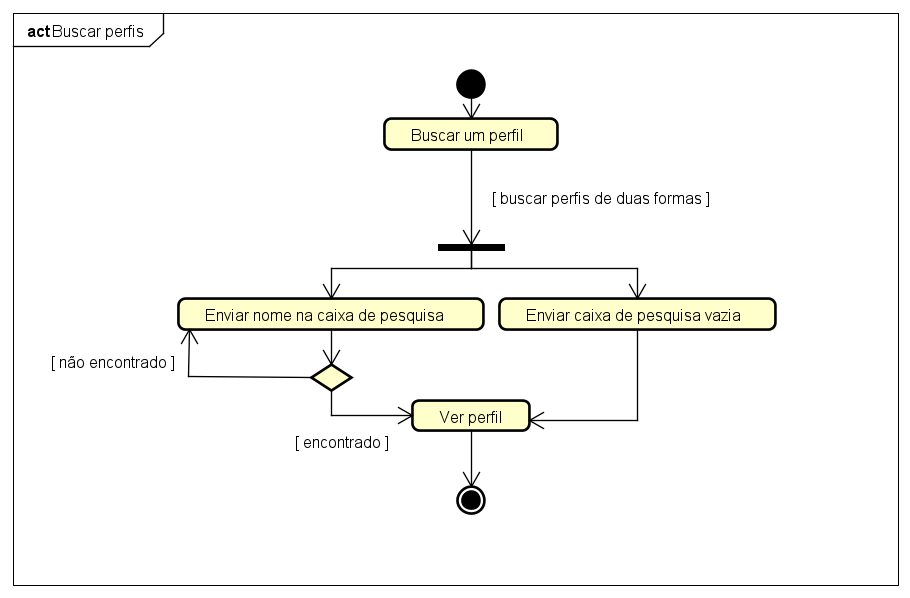 act Buscar perfis
Buscar um perfil
[ buscar perfis de duas formas ]
Enviar nome na caixa de pesquisa
Enviar caixa de pesquisa vazia
[ não encontrado ]
Ver perfil
[ encontrado ]